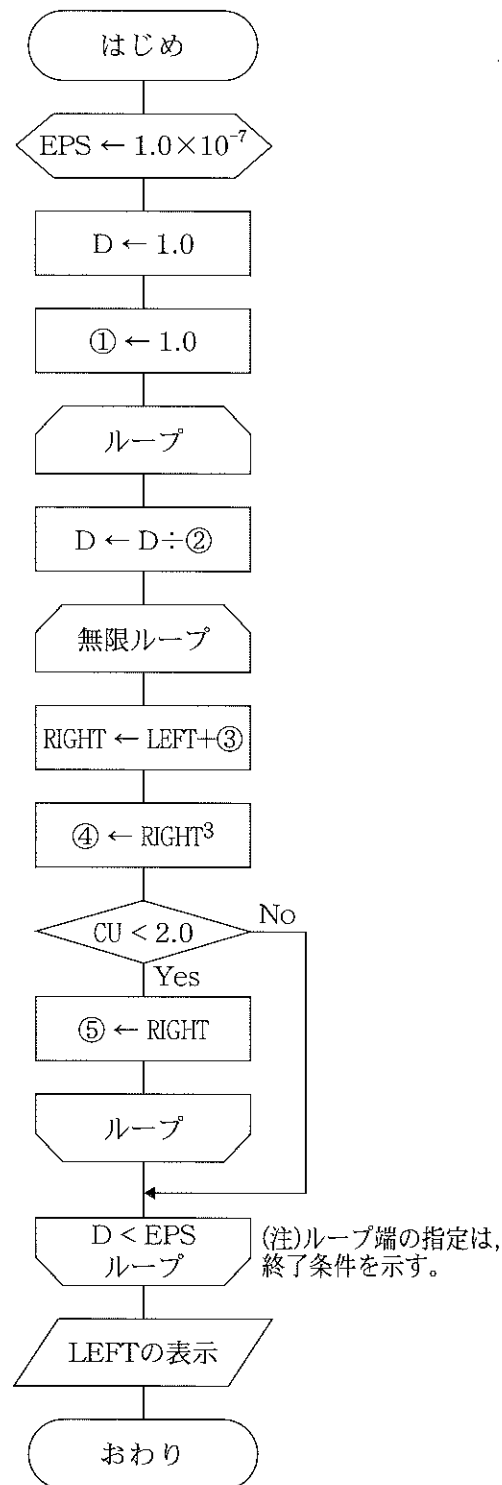 はじめ
EPS ← 1.0×10⁻⁷
D ← 1.0
① ← 1.0
ループ
D ← D÷②
無限ループ
RIGHT ← LEFT+③
④ ← RIGHT³
CU < 2.0
No
Yes
⑤ ← RIGHT
ループ
D < EPS
ループ
(注)ループ端の指定は,
終了条件を示す。
LEFTの表示
おわり